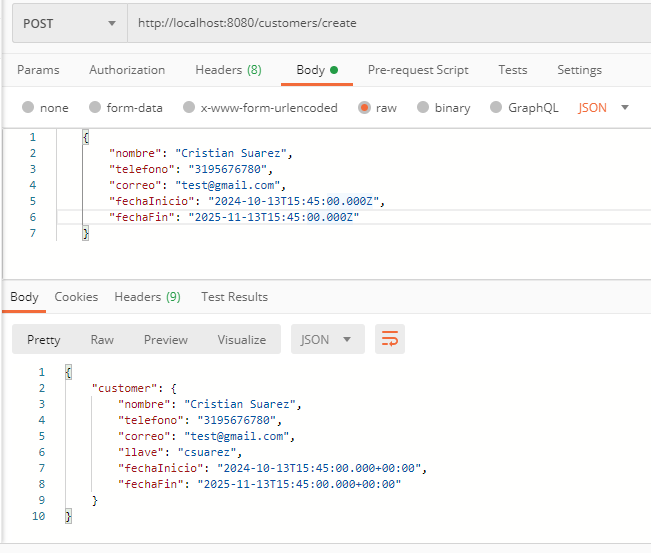 POST http://localhost:8080/customers/create
Params Authorization Headers (8) Body Pre-request Script Tests Settings
none form-data x-www-form-urlencoded raw binary GraphQL JSON
1 {
2 "nombre": "Cristian Suarez",
3 "telefono": "3195676780",
4 "correo": "test@gmail.com",
5 "fechaInicio": "2024-10-13T15:45:00.000Z",
6 "fechaFin": "2025-11-13T15:45:00.000Z"
7 }
Body Cookies Headers (9) Test Results
Pretty Raw Preview Visualize JSON
1 {
2 "customer": {
3 "nombre": "Cristian Suarez",
4 "telefono": "3195676780",
5 "correo": "test@gmail.com",
6 "llave": "csuarez",
7 "fechaInicio": "2024-10-13T15:45:00.000+00:00",
8 "fechaFin": "2025-11-13T15:45:00.000+00:00"
9 }
10 }